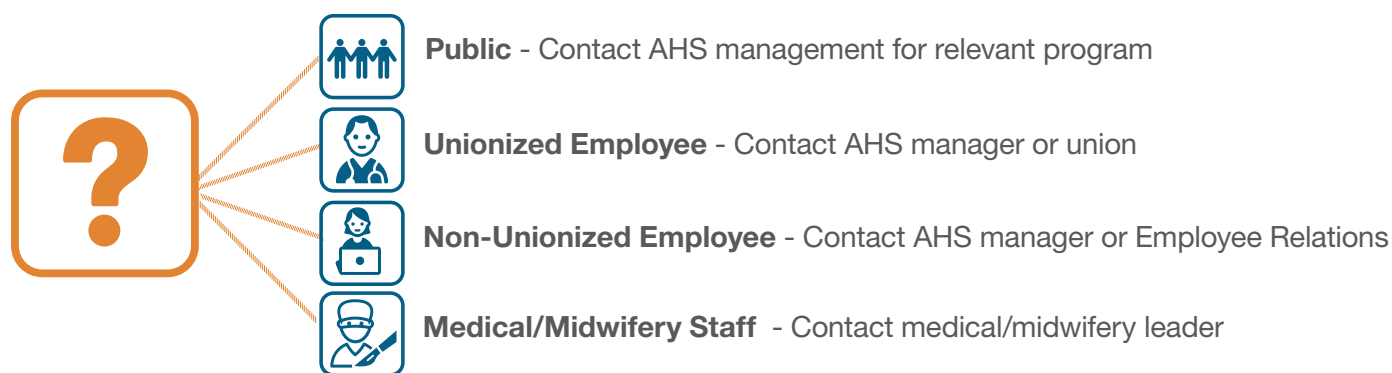 ?
Public - Contact AHS management for relevant program
Unionized Employee - Contact AHS manager or union
Non-Unionized Employee - Contact AHS manager or Employee Relations
Medical/Midwifery Staff - Contact medical/midwifery leader